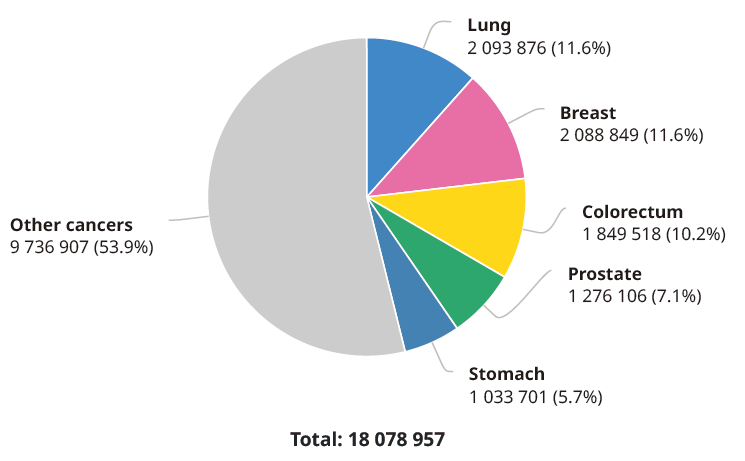 Lung
2 093 876 (11.6%)
Breast
2 088 849 (11.6%)
Colorectum
1 849 518 (10.2%)
Prostate
1 276 106 (7.1%)
Stomach
1 033 701 (5.7%)
Other cancers
9 736 907 (53.9%)
Total: 18 078 957